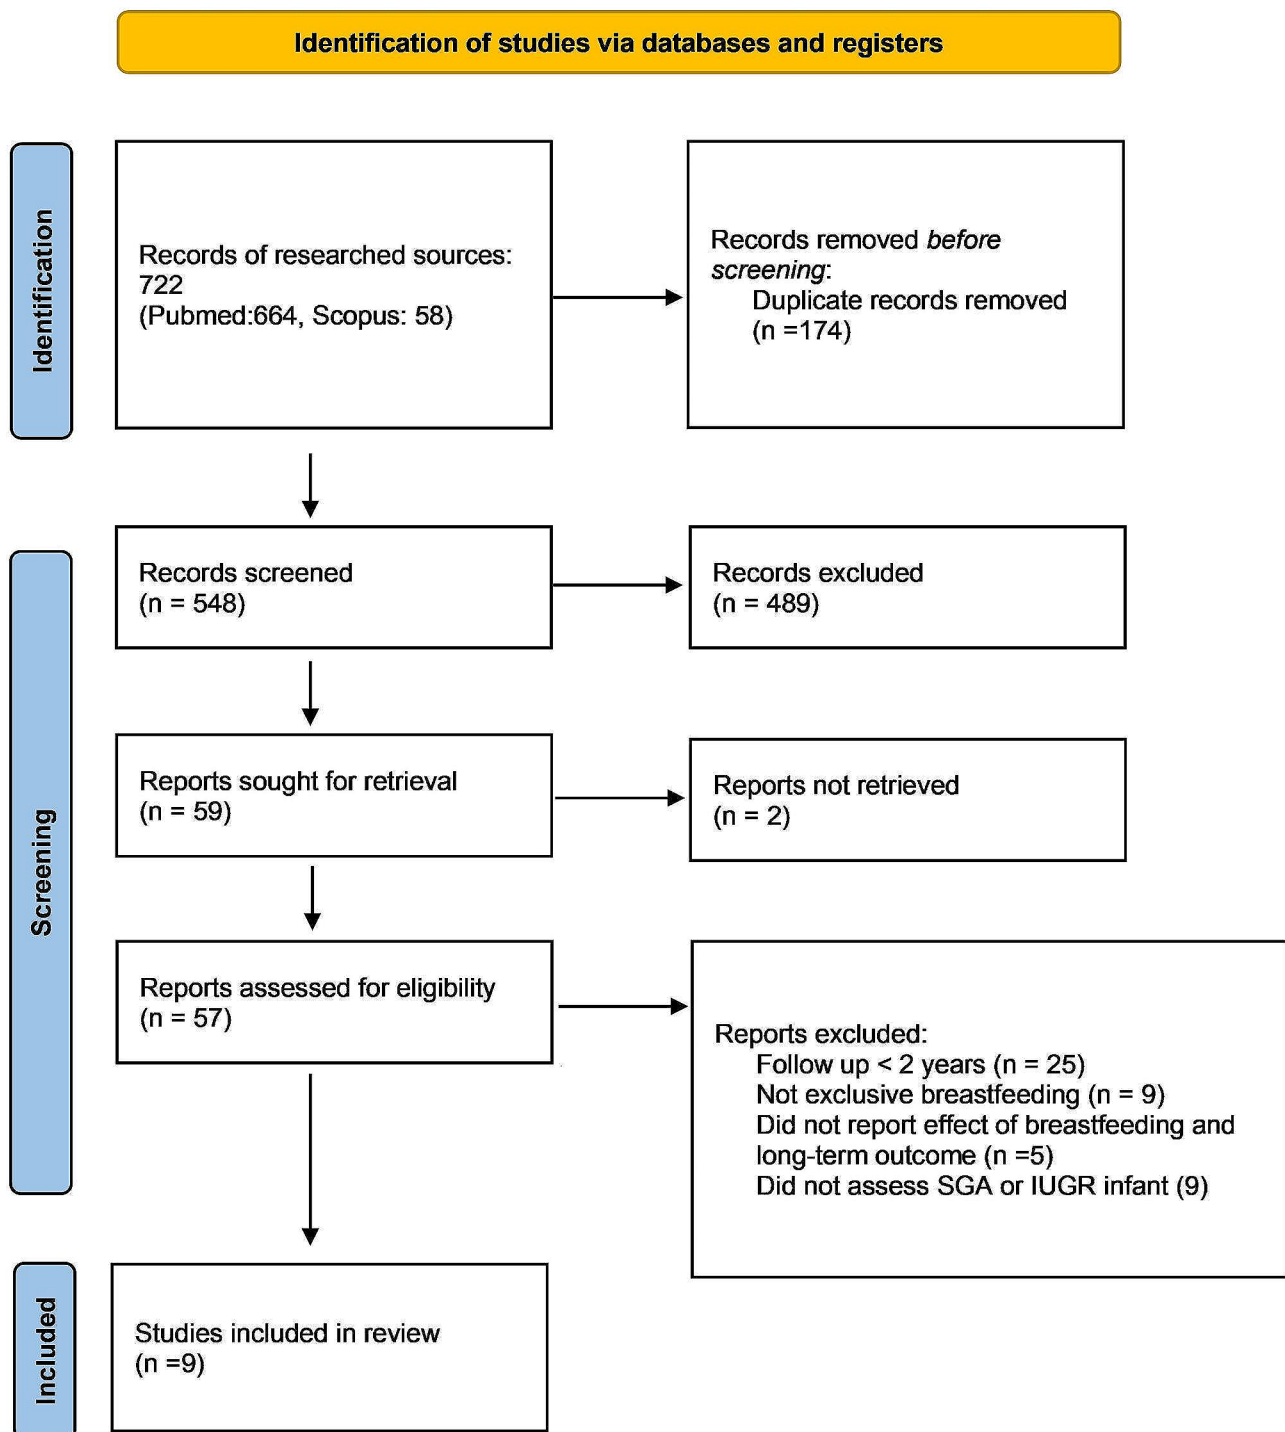 Identification of studies via databases and registers
Identification
Records of researched sources:
722
(Pubmed:664, Scopus: 58)
Records removed before
screening:
Duplicate records removed
(n =174)
Screening
Records screened
(n = 548)
Records excluded
(n = 489)
Reports sought for retrieval
(n = 59)
Reports not retrieved
(n = 2)
Reports assessed for eligibility
(n = 57)
Reports excluded:
Follow up < 2 years (n = 25)
Not exclusive breastfeeding (n = 9)
Did not report effect of breastfeeding and
long-term outcome (n =5)
Did not assess SGA or IUGR infant (9)
Included
Studies included in review
(n =9)